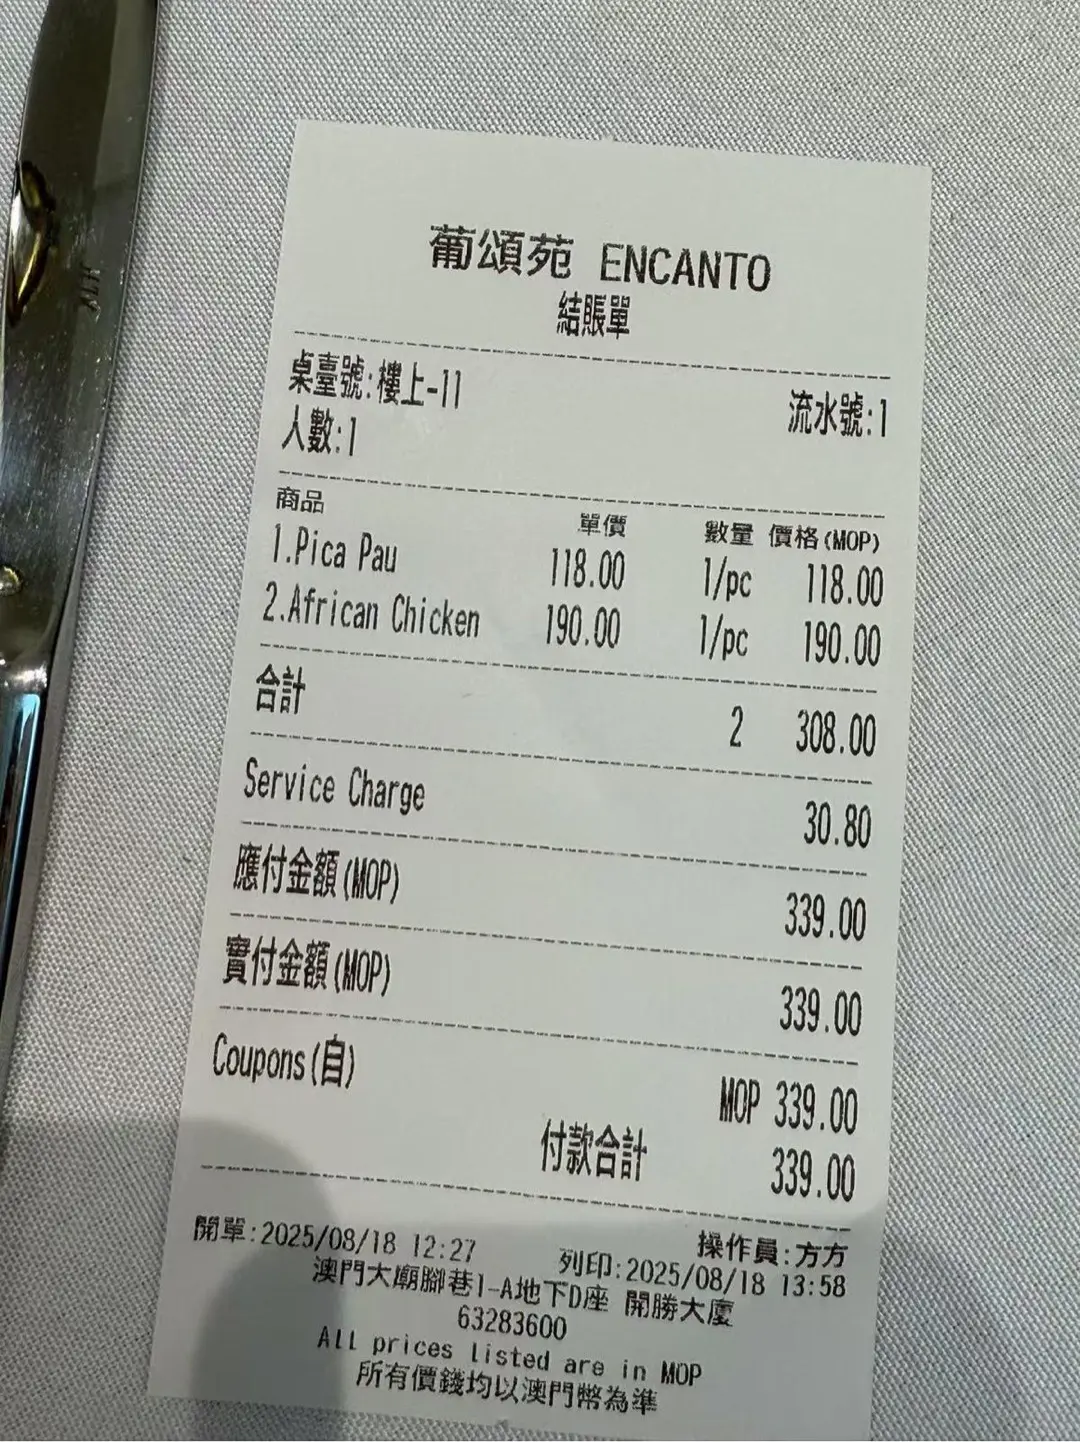 葡頌苑 ENCANTO
結賬單
桌臺號:樓上-11 流水號:1
人數:1
商品 單價 數量 價格(MOP)
1.Pica Pau 118.00 1/pc 118.00
2.African Chicken 190.00 1/pc 190.00
合計 2 308.00
Service Charge 30.80
應付金額(MOP) 339.00
實付金額(MOP) 339.00
Coupons(自) MOP 339.00
付款合計 339.00
操作員:方方
開單:2025/08/18 12:27 列印:2025/08/18 13:58
澳門大廟腳巷1-A地下D座 開勝大廈
63283600
All prices listed are in MOP
所有價錢均以澳門幣為準